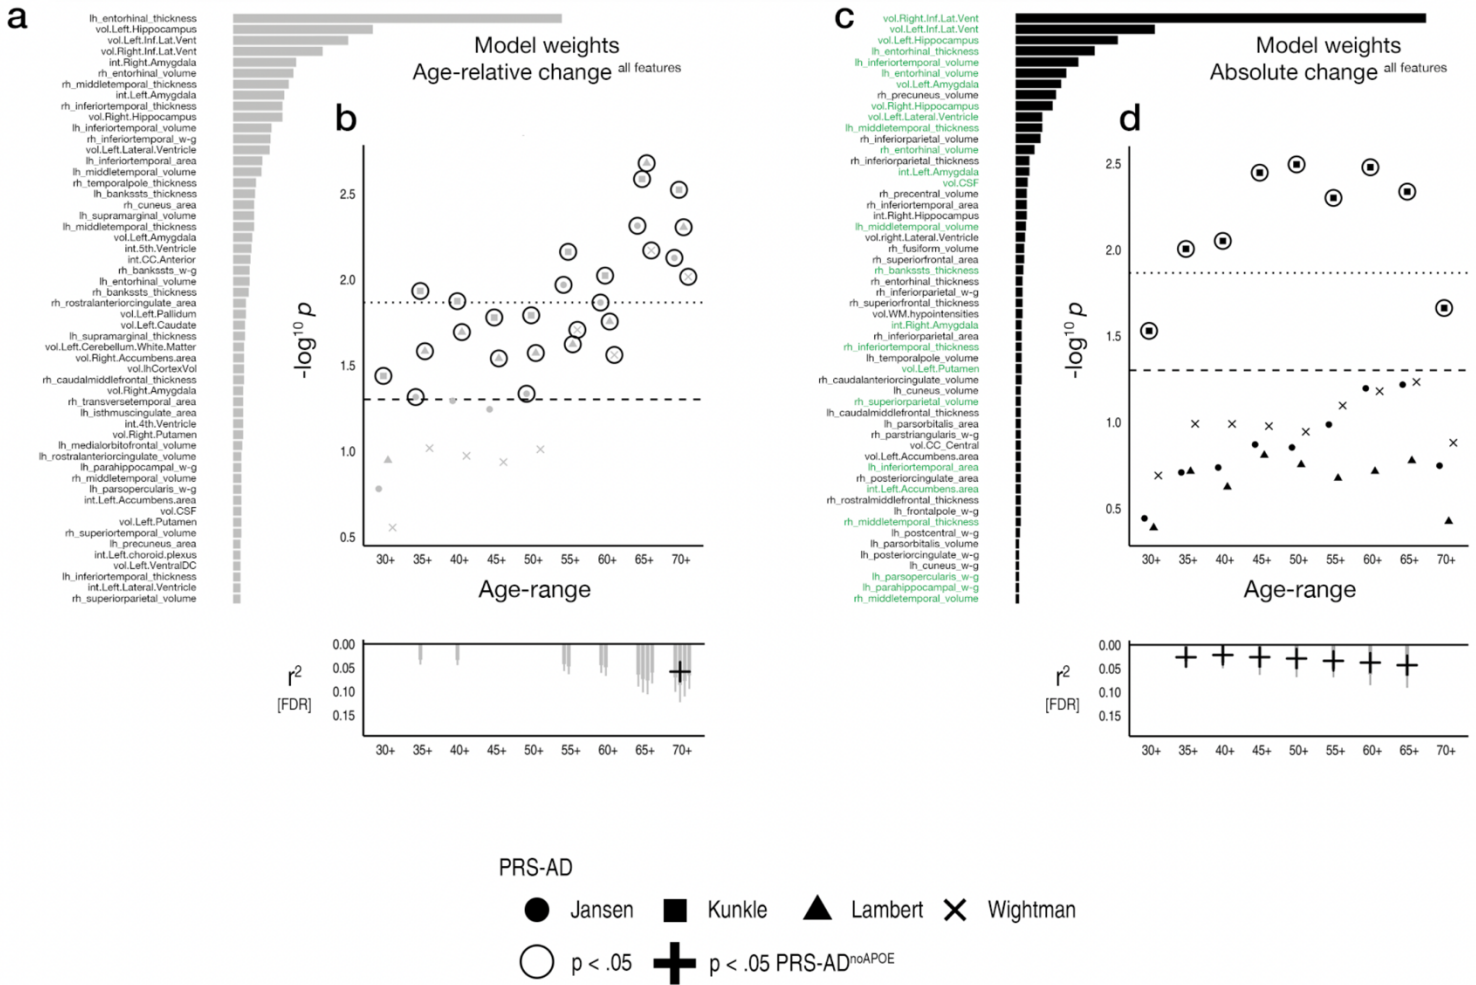 a
lh_entorhinal_thickness
vol.Left.Hippocampus
vol.Left.Inf.Lat.Vent
vol.Right.Inf.Lat.Vent
int.Right.Amygdala
rh_entorhinal_volume
rh_middletemporal_thickness
int.Left.Amygdala
rh_inferiortemporal_thickness
vol.Right.Hippocampus
lh_inferiortemporal_volume
rh_inferiortemporal_w-g
vol.Left.Lateral.Ventricle
lh_inferiortemporal_area
lh_middletemporal_volume
rh_temporalpole_thickness
lh_bankssts_thickness
rh_cuneus_area
lh_supramarginal_volume
lh_middletemporal_thickness
vol.Left.Amygdala
int.5th.Ventricle
int.CC.Anterior
rh_bankssts_w-g
lh_entorhinal_volume
rh_bankssts_thickness
rh_rostralanteriorcingulate_area
vol.Left.Pallidum
vol.Left.Caudate
lh_supramarginal_thickness
vol.Left.Cerebellum.White.Matter
vol.Right.Accumbens.area
vol.lhCortexVol
rh_caudalmiddlefrontal_thickness
vol.Right.Amygdala
rh_transversetemporal_area
lh_isthmuscingulate_area
int.4th.Ventricle
vol.Right.Putamen
lh_medialorbitofrontal_volume
lh_rostralanteriorcingulate_volume
lh_parahippocampal_w-g
rh_middletemporal_volume
lh_parsopercularis_w-g
int.Left.Accumbens.area
vol.CSF
vol.Left.Putamen
rh_superiortemporal_volume
lh_precuneus_area
int.Left.choroid.plexus
vol.Left.VentralDC
lh_inferiortemporal_thickness
int.Left.Lateral.Ventricle
rh_superiorparietal_volume
Model weights
Age-relative change all features
b
-log10 p
2.5
2.0
1.5
1.0
0.5
30+ 35+ 40+ 45+ 50+ 55+ 60+ 65+ 70+
Age-range
r2
[FDR]
0.00
0.05
0.10
0.15
30+ 35+ 40+ 45+ 50+ 55+ 60+ 65+ 70+
c
vol.Right.Inf.Lat.Vent
vol.Left.Inf.Lat.Vent
vol.Left.Hippocampus
lh_entorhinal_thickness
lh_inferiortemporal_volume
lh_entorhinal_volume
vol.Left.Amygdala
rh_precuneus_volume
vol.Right.Hippocampus
vol.Left.Lateral.Ventricle
lh_middletemporal_thickness
rh_inferiorparietal_volume
rh_entorhinal_volume
rh_inferiorparietal_thickness
int.Left.Amygdala
vol.CSF
rh_precentral_volume
rh_inferiortemporal_area
int.Right.Hippocampus
lh_middletemporal_volume
vol.right.Lateral.Ventricle
rh_fusiform_volume
rh_superiorfrontal_area
rh_bankssts_thickness
rh_entorhinal_thickness
rh_inferiorparietal_w-g
rh_superiorfrontal_thickness
vol.WM.hypointensities
int.Right.Amygdala
rh_inferiorparietal_area
rh_inferiortemporal_thickness
lh_temporalpole_volume
vol.Left.Putamen
rh_caudalanteriorcingulate_volume
lh_cuneus_volume
rh_superiorparietal_volume
lh_caudalmiddlefrontal_thickness
lh_parsorbitalis_area
rh_parstriangularis_w-g
vol.CC_Central
vol.Left.Accumbens.area
lh_inferiortemporal_area
rh_posteriorcingulate_area
int.Left.Accumbens.area
rh_rostralmiddlefrontal_thickness
lh_frontalpole_w-g
rh_middletemporal_thickness
lh_postcentral_w-g
rh_parsorbitalis_volume
lh_posteriorcingulate_w-g
lh_cuneus_w-g
lh_parsopercularis_w-g
lh_parahippocampal_w-g
rh_middletemporal_volume
Model weights
Absolute change all features
d
-log10 p
2.5
2.0
1.5
1.0
0.5
30+ 35+ 40+ 45+ 50+ 55+ 60+ 65+ 70+
Age-range
r2
[FDR]
0.00
0.05
0.10
0.15
30+ 35+ 40+ 45+ 50+ 55+ 60+ 65+ 70+
PRS-AD
Jansen Kunkle Lambert Wightman
p < .05 p < .05 PRS-ADnoAPOE